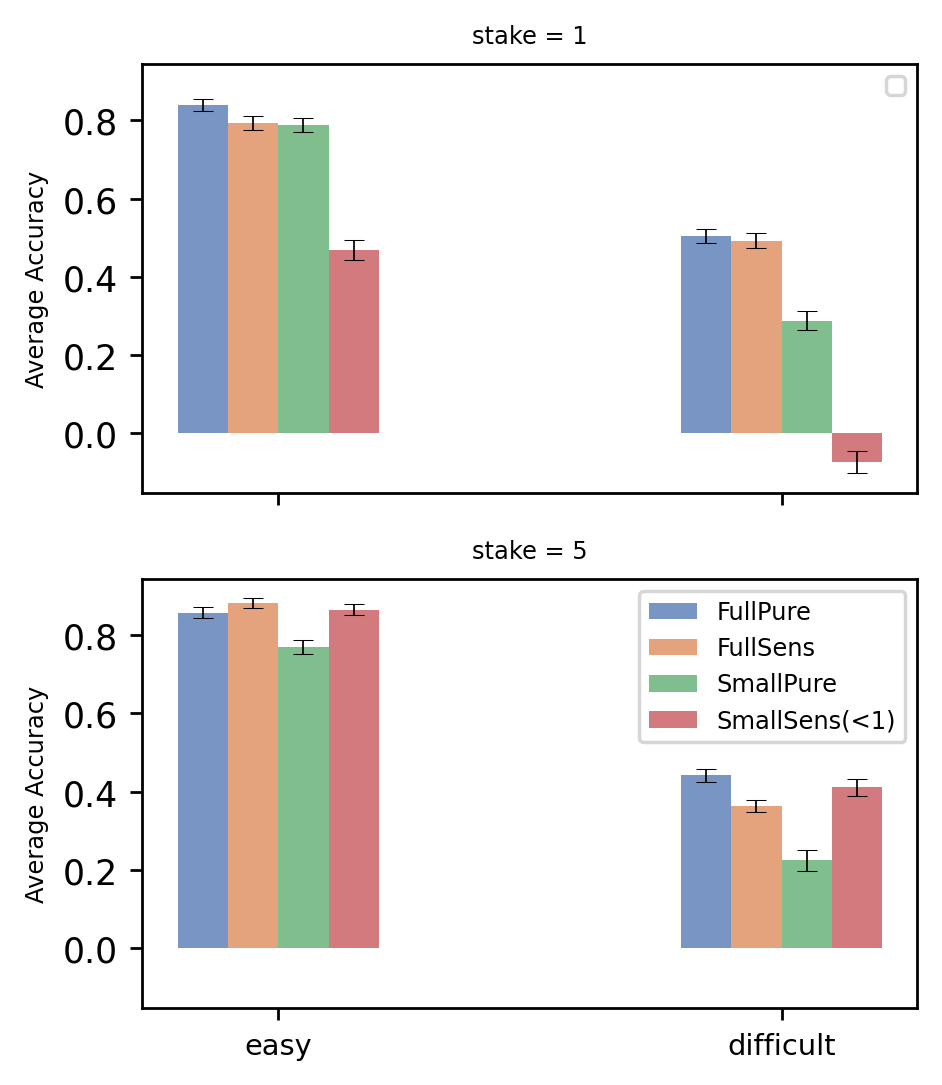 stake = 1
Average Accuracy
0.8
0.6
0.4
0.2
0.0
stake = 5
Average Accuracy
0.8
0.6
0.4
0.2
0.0
FullPure
FullSens
SmallPure
SmallSens(<1)
easy
difficult